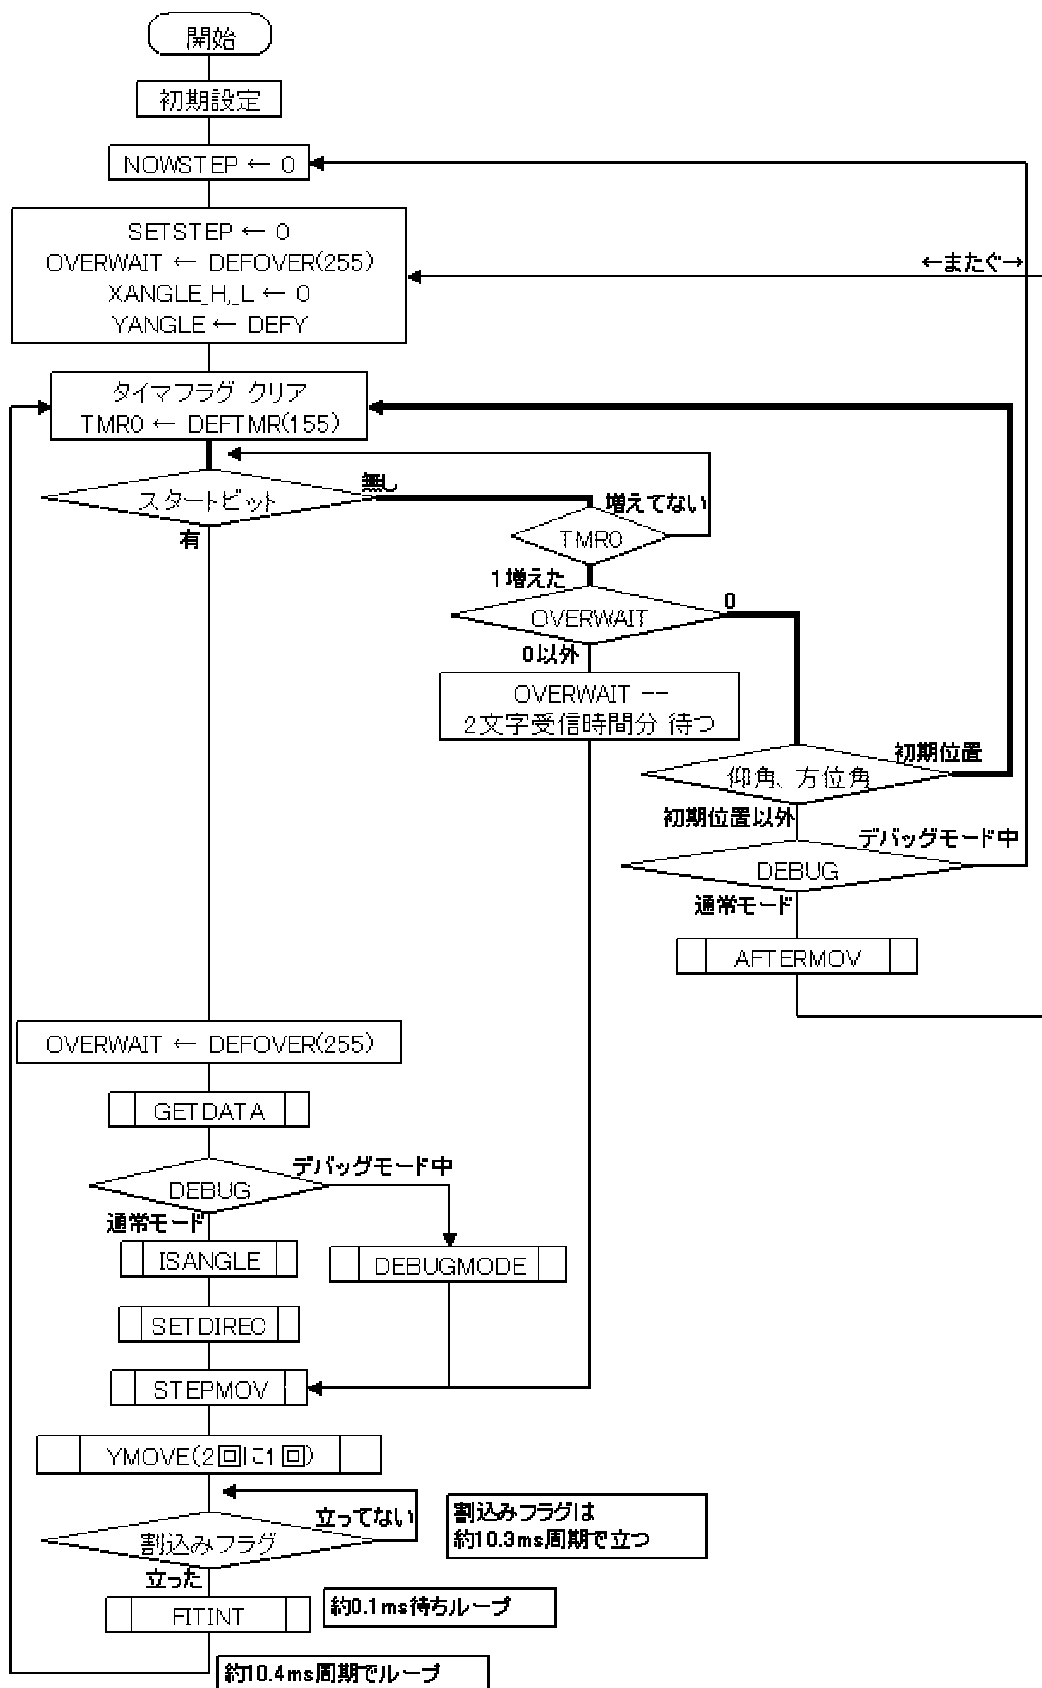 開始
初期設定
NOWSTEP ← 0
SETSTEP ← 0
OVERWAIT ← DEFOVER(255)
XANGLE_H,_L ← 0
YANGLE ← DEFY
←またぐ→
タイマフラグ クリア
TMR0 ← DEFTMR(155)
スタートビット
無し
有
増えてない
TMR0
1増えた
OVERWAIT
0
0以外
OVERWAIT --
2文字受信時間分 待つ
仰角、方位角
初期位置
初期位置以外
デバッグモード中
DEBUG
通常モード
AFTERMOV
OVERWAIT ← DEFOVER(255)
GETDATA
デバッグモード中
DEBUG
通常モード
ISANGLE
DEBUGMODE
SETDIREC
STEPMOV
YMOVE(2回に1回)
立ってない
割込みフラグ
立った
割込みフラグは
約10.3ms周期で立つ
FITINT
約0.1ms待ちループ
約10.4ms周期でループ